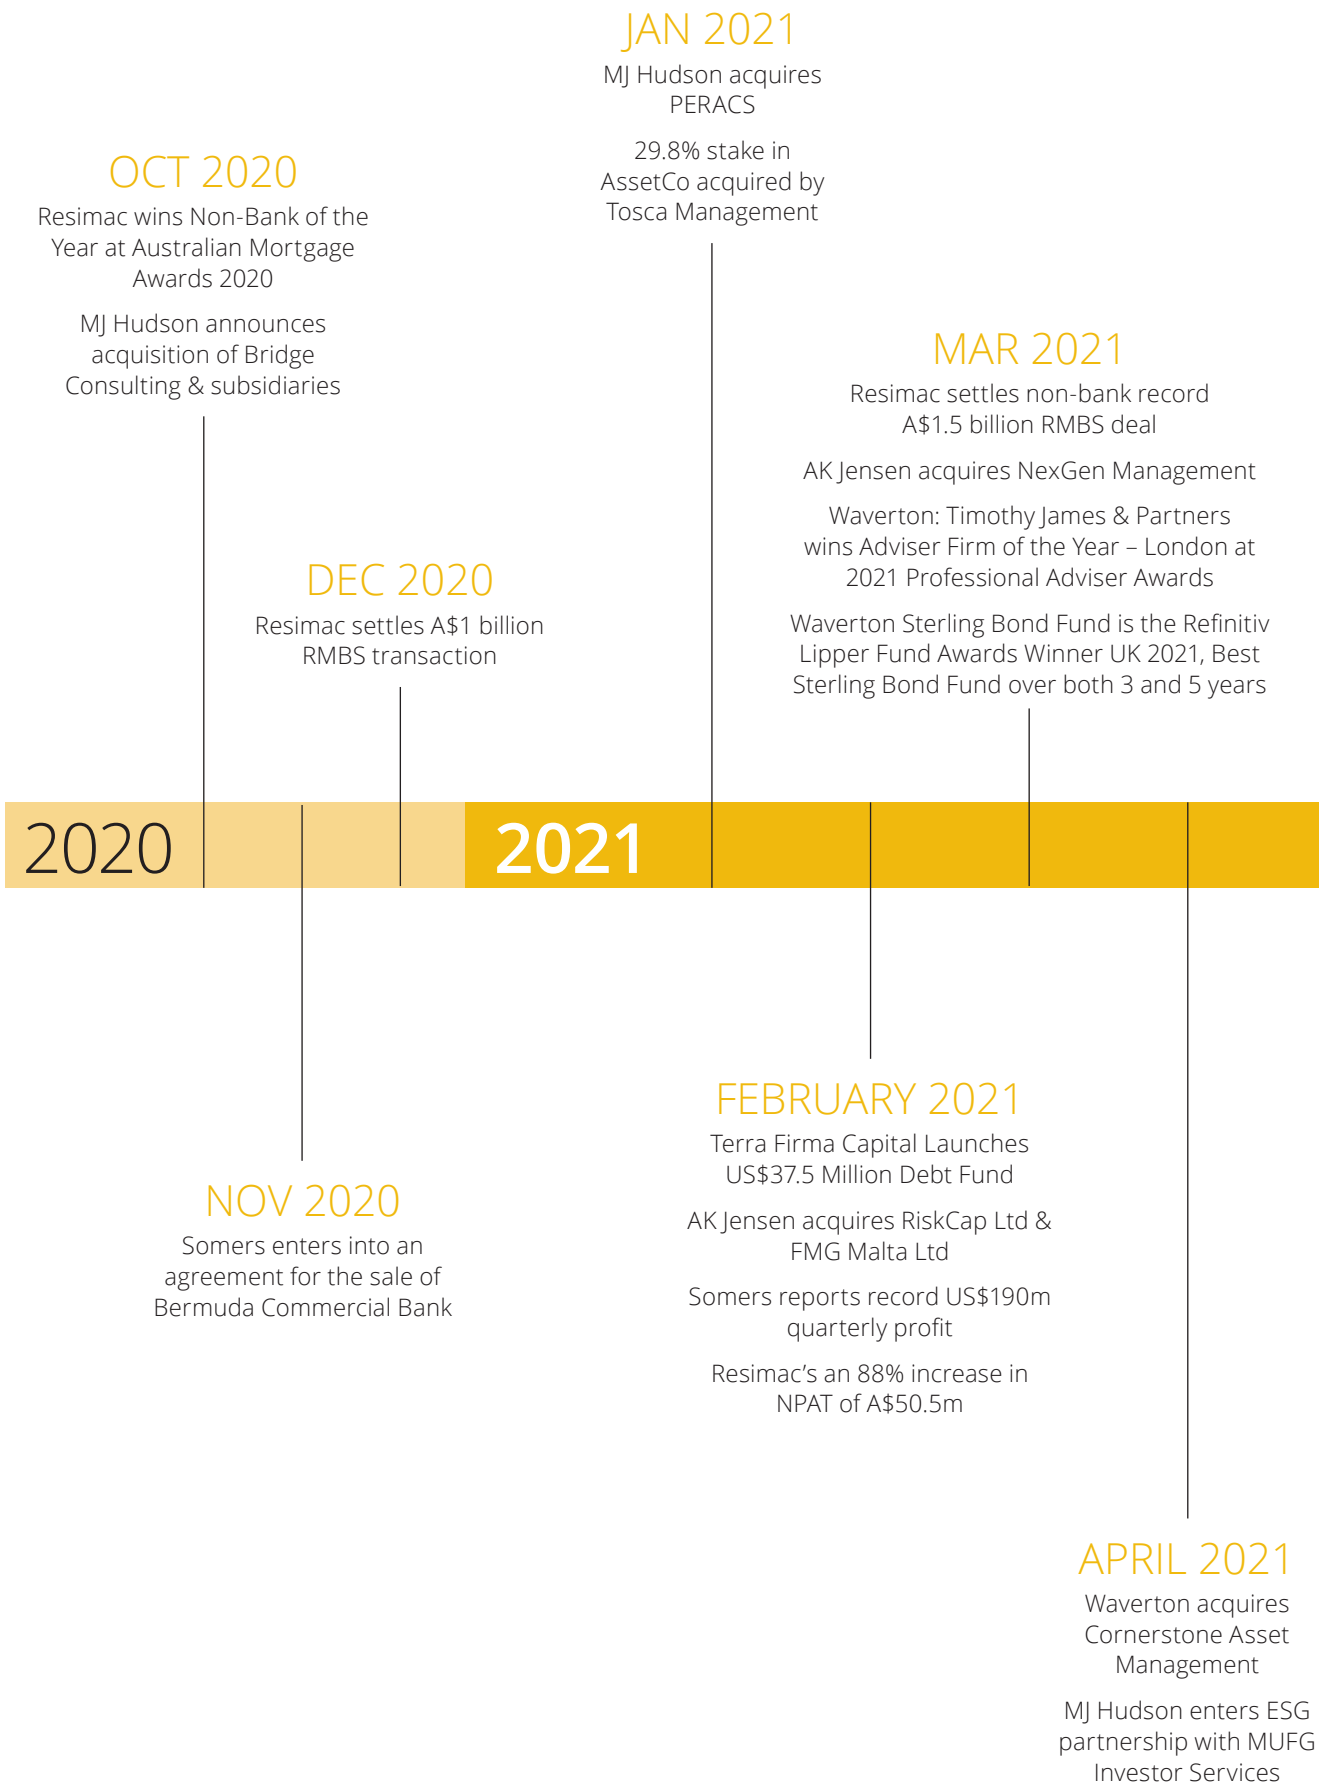 JAN 2021
MJ Hudson acquires
PERACS
29.8% stake in
AssetCo acquired by
Tosca Management
OCT 2020
Resimac wins Non-Bank of the
Year at Australian Mortgage
Awards 2020
MJ Hudson announces
acquisition of Bridge
Consulting & subsidiaries
MAR 2021
Resimac settles non-bank record
A$1.5 billion RMBS deal
AK Jensen acquires NexGen Management
Waverton: Timothy James & Partners
wins Adviser Firm of the Year – London at
2021 Professional Adviser Awards
Waverton Sterling Bond Fund is the Refinitiv
Lipper Fund Awards Winner UK 2021, Best
Sterling Bond Fund over both 3 and 5 years
DEC 2020
Resimac settles A$1 billion
RMBS transaction
2020
2021
FEBRUARY 2021
Terra Firma Capital Launches
US$37.5 Million Debt Fund
AK Jensen acquires RiskCap Ltd &
FMG Malta Ltd
Somers reports record US$190m
quarterly profit
Resimac’s an 88% increase in
NPAT of A$50.5m
NOV 2020
Somers enters into an
agreement for the sale of
Bermuda Commercial Bank
APRIL 2021
Waverton acquires
Cornerstone Asset
Management
MJ Hudson enters ESG
partnership with MUFG
Investor Services